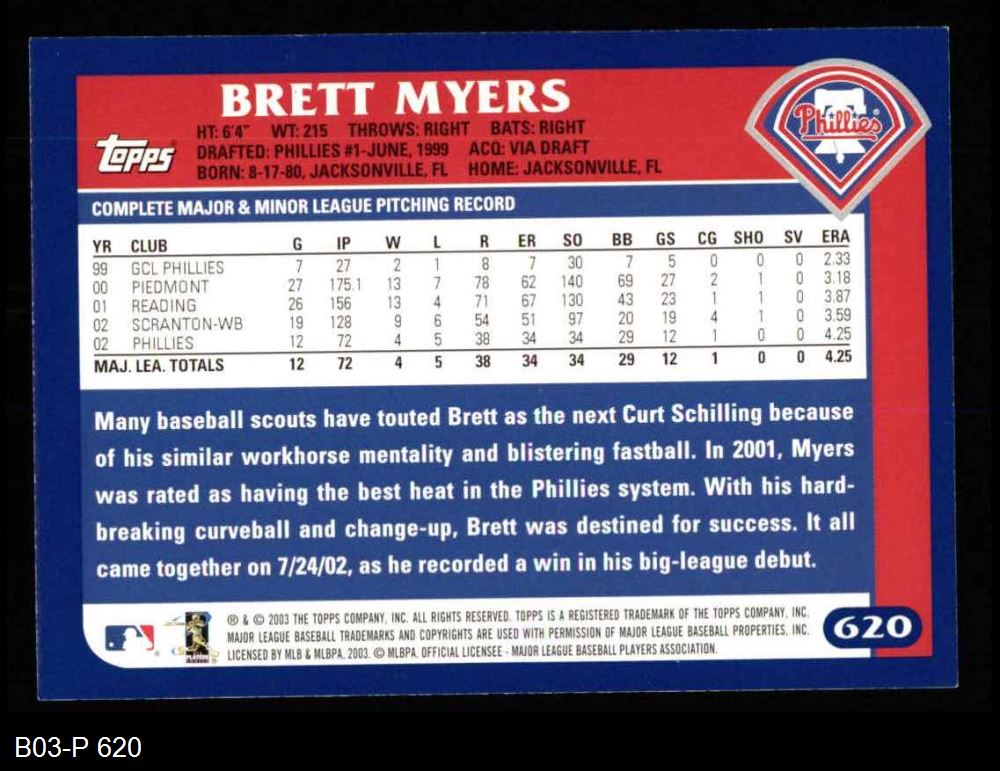 BRETT MYERS
Phillies
topps
HT: 6'4" WT: 215 THROWS: RIGHT BATS: RIGHT
DRAFTED: PHILLIES #1-JUNE, 1999 ACQ: VIA DRAFT
BORN: 8-17-80, JACKSONVILLE, FL HOME: JACKSONVILLE, FL
COMPLETE MAJOR & MINOR LEAGUE PITCHING RECORD
YR CLUB G IP W L R ER SO BB GS CG SHO SV ERA
99 GCL PHILLIES 7 27 2 1 8 7 30 7 5 0 0 0 2.33
00 PIEDMONT 27 175.1 13 7 78 62 140 69 27 2 1 0 3.18
01 READING 26 156 13 4 71 67 130 43 23 1 1 0 3.87
02 SCRANTON-WB 19 128 9 6 54 51 97 20 19 4 1 0 3.59
02 PHILLIES 12 72 4 5 38 34 34 29 12 1 0 0 4.25
MAJ. LEA. TOTALS 12 72 4 5 38 34 34 29 12 1 0 0 4.25
Many baseball scouts have touted Brett as the next Curt Schilling because
of his similar workhorse mentality and blistering fastball. In 2001, Myers
was rated as having the best heat in the Phillies system. With his hard-
breaking curveball and change-up, Brett was destined for success. It all
came together on 7/24/02, as he recorded a win in his big-league debut.
® & © 2003 THE TOPPS COMPANY, INC. ALL RIGHTS RESERVED. TOPPS IS A REGISTERED TRADEMARK OF THE TOPPS COMPANY, INC.
MAJOR LEAGUE BASEBALL TRADEMARKS AND COPYRIGHTS ARE USED WITH PERMISSION OF MAJOR LEAGUE BASEBALL PROPERTIES, INC.
LICENSED BY MLB & MLBPA, 2003. © MLBPA. OFFICIAL LICENSEE - MAJOR LEAGUE BASEBALL PLAYERS ASSOCIATION.
620
B03-P 620